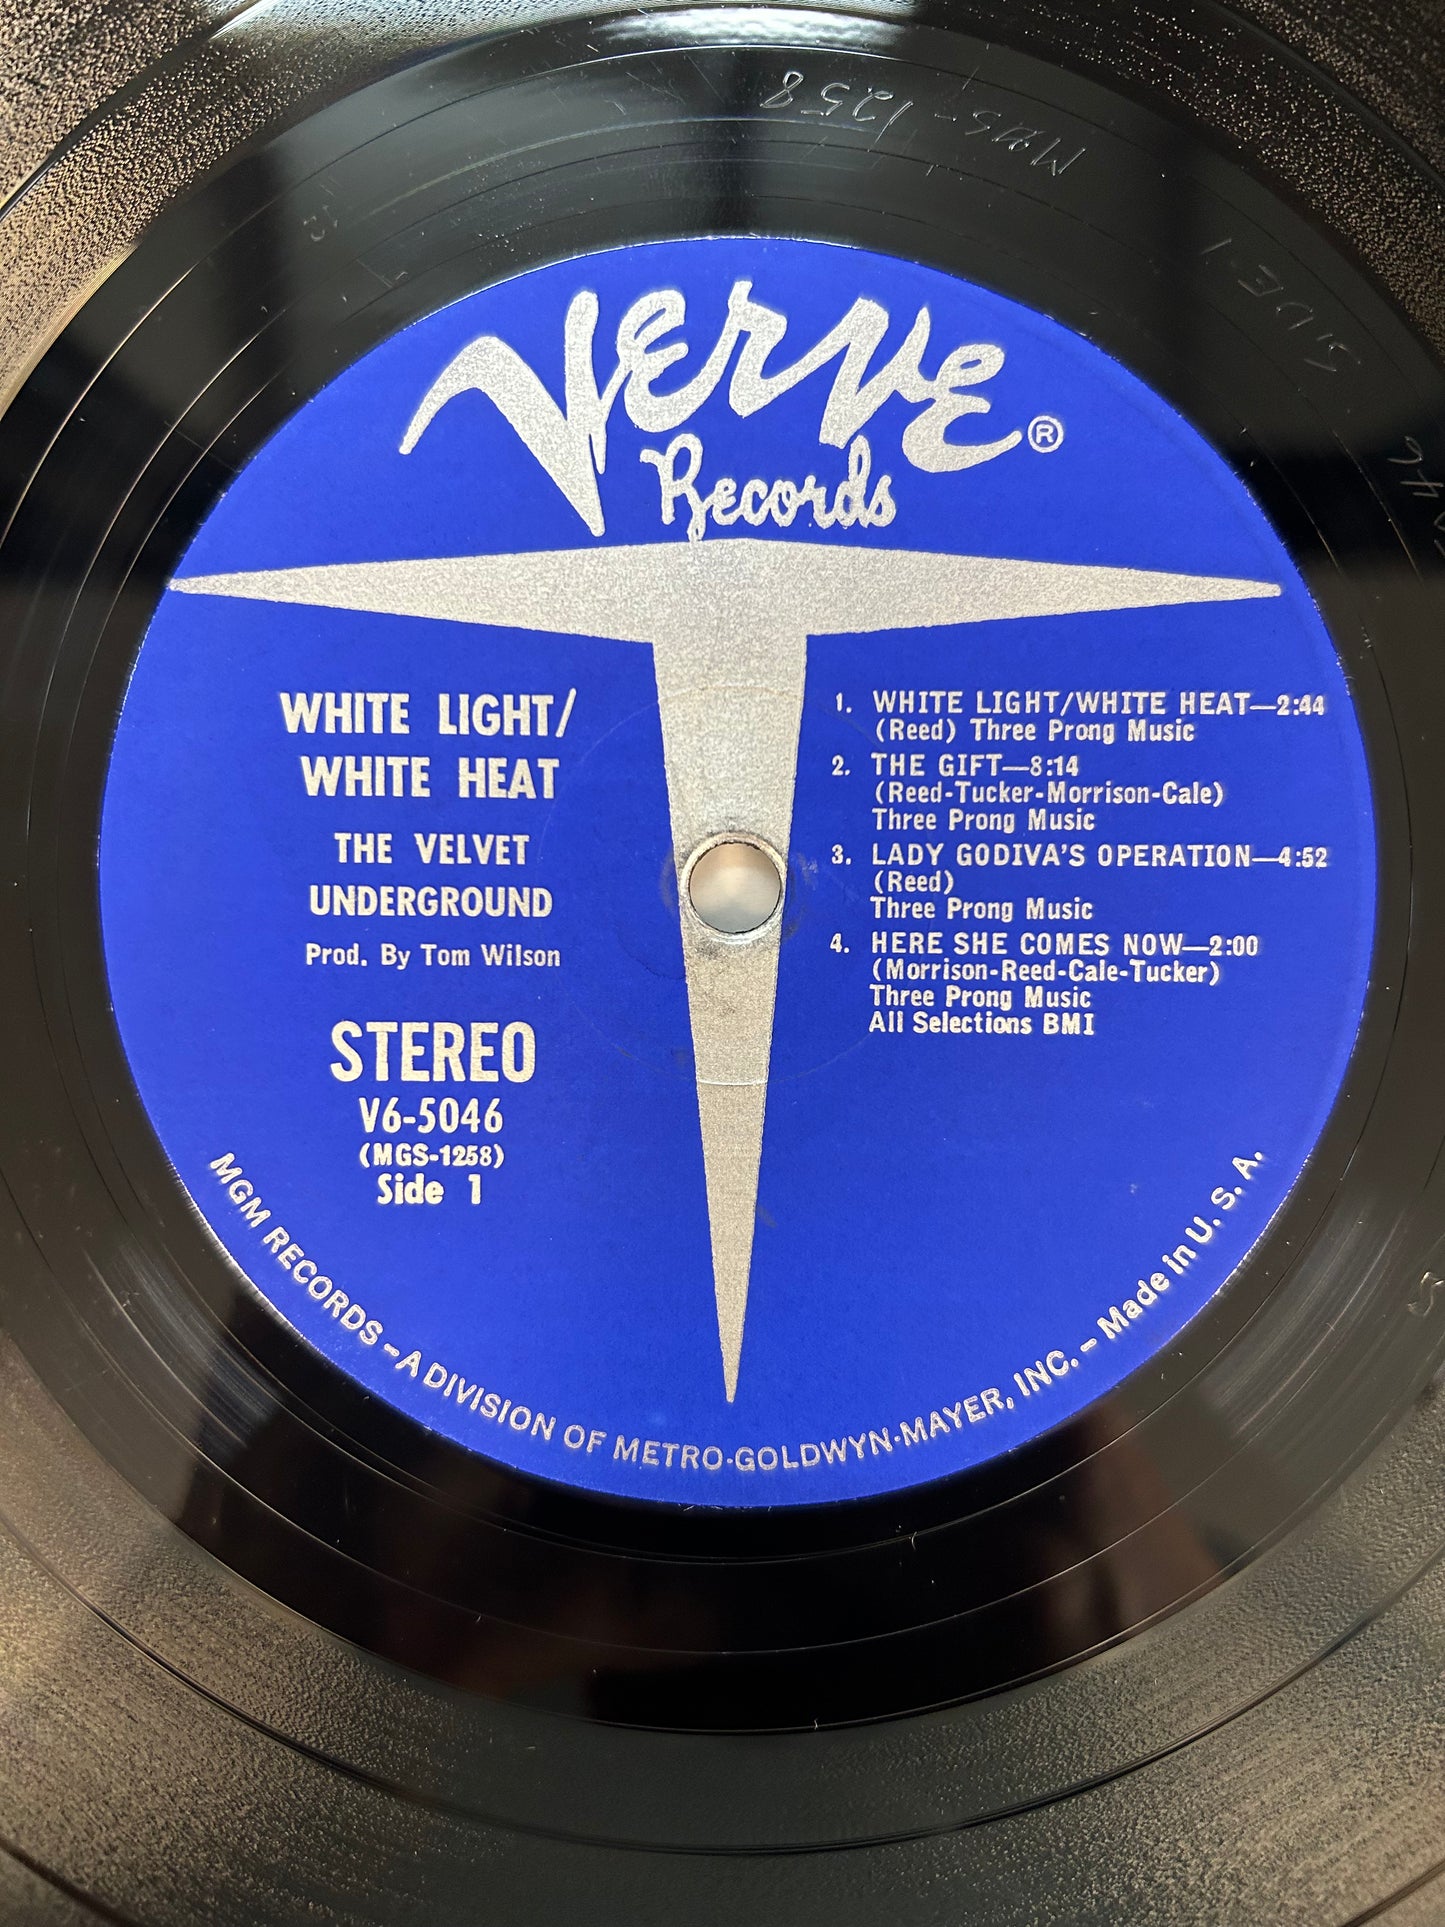 MGS-1258
SIDE 1
Verve ®
Records
WHITE LIGHT/
WHITE HEAT
THE VELVET
UNDERGROUND
Prod. By Tom Wilson
STEREO
V6-5046
(MGS-1258)
Side 1
1. WHITE LIGHT/WHITE HEAT—2:44
(Reed) Three Prong Music
2. THE GIFT—8:14
(Reed-Tucker-Morrison-Cale)
Three Prong Music
3. LADY GODIVA'S OPERATION—4:52
(Reed)
Three Prong Music
4. HERE SHE COMES NOW—2:00
(Morrison-Reed-Cale-Tucker)
Three Prong Music
All Selections BMI
MGM RECORDS – A DIVISION OF METRO-GOLDWYN-MAYER, INC. – Made in U. S. A.